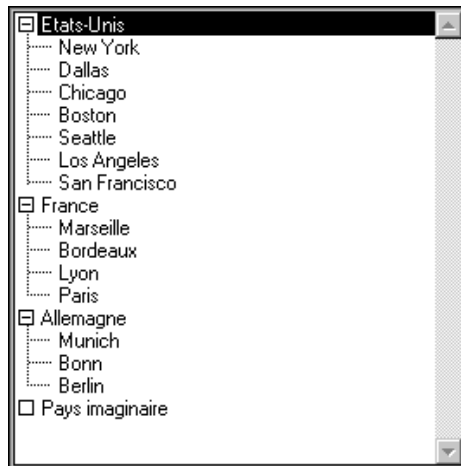 Etats-Unis
New York
Dallas
Chicago
Boston
Seattle
Los Angeles
San Francisco
France
Marseille
Bordeaux
Lyon
Paris
Allemagne
Munich
Bonn
Berlin
Pays imaginaire